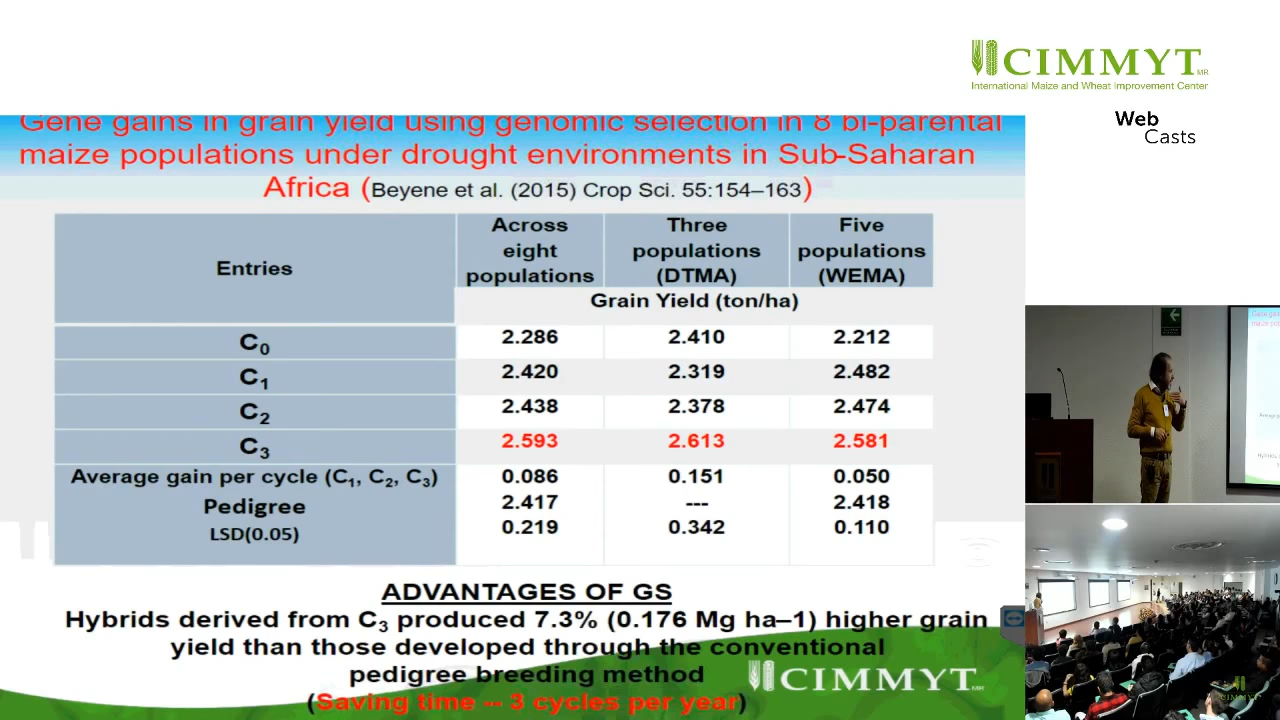 CIMMYT MR
International Maize and Wheat Improvement Center
Web
Casts
Gene gains in grain yield using genomic selection in 8 bi-parental
maize populations under drought environments in Sub-Saharan
Africa (Beyene et al. (2015) Crop Sci. 55:154–163)
Entries
Across
eight
populations
Three
populations
(DTMA)
Five
populations
(WEMA)
Grain Yield (ton/ha)
C0 2.286 2.410 2.212
C1 2.420 2.319 2.482
C2 2.438 2.378 2.474
C3 2.593 2.613 2.581
Average gain per cycle (C1, C2, C3) 0.086 0.151 0.050
Pedigree 2.417 --- 2.418
LSD(0.05) 0.219 0.342 0.110
ADVANTAGES OF GS
Hybrids derived from C3 produced 7.3% (0.176 Mg ha–1) higher grain
yield than those developed through the conventional
pedigree breeding method
(Saving time -- 3 cycles per year)
CIMMYT MR
CIMMYT